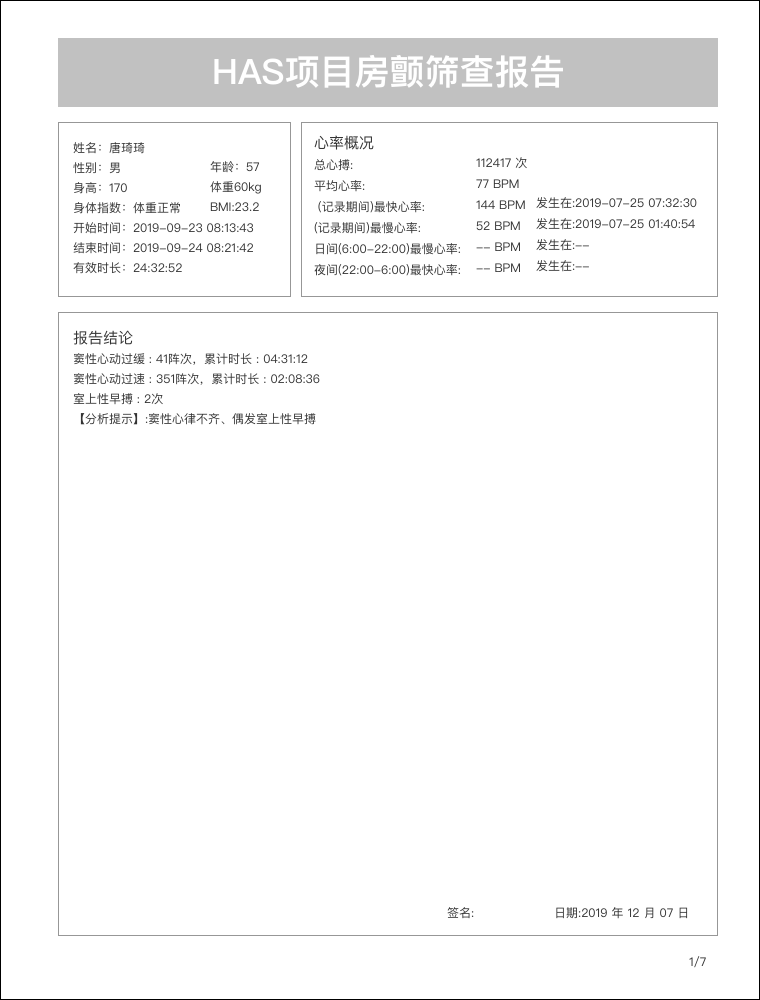 HAS项目房颤筛查报告
姓名：唐琦琦
性别：男 年龄：57
身高：170 体重60kg
身体指数：体重正常 BMI:23.2
开始时间：2019-09-23 08:13:43
结束时间：2019-09-24 08:21:42
有效时长：24:32:52
心率概况
总心搏: 112417 次
平均心率: 77 BPM
(记录期间)最快心率: 144 BPM 发生在:2019-07-25 07:32:30
(记录期间)最慢心率: 52 BPM 发生在:2019-07-25 01:40:54
日间(6:00-22:00)最慢心率: -- BPM 发生在:--
夜间(22:00-6:00)最快心率: -- BPM 发生在:--
报告结论
窦性心动过缓：41阵次，累计时长：04:31:12
窦性心动过速：351阵次，累计时长：02:08:36
室上性早搏：2次
【分析提示】:窦性心律不齐、偶发室上性早搏
签名: 日期:2019 年 12 月 07 日
1/7